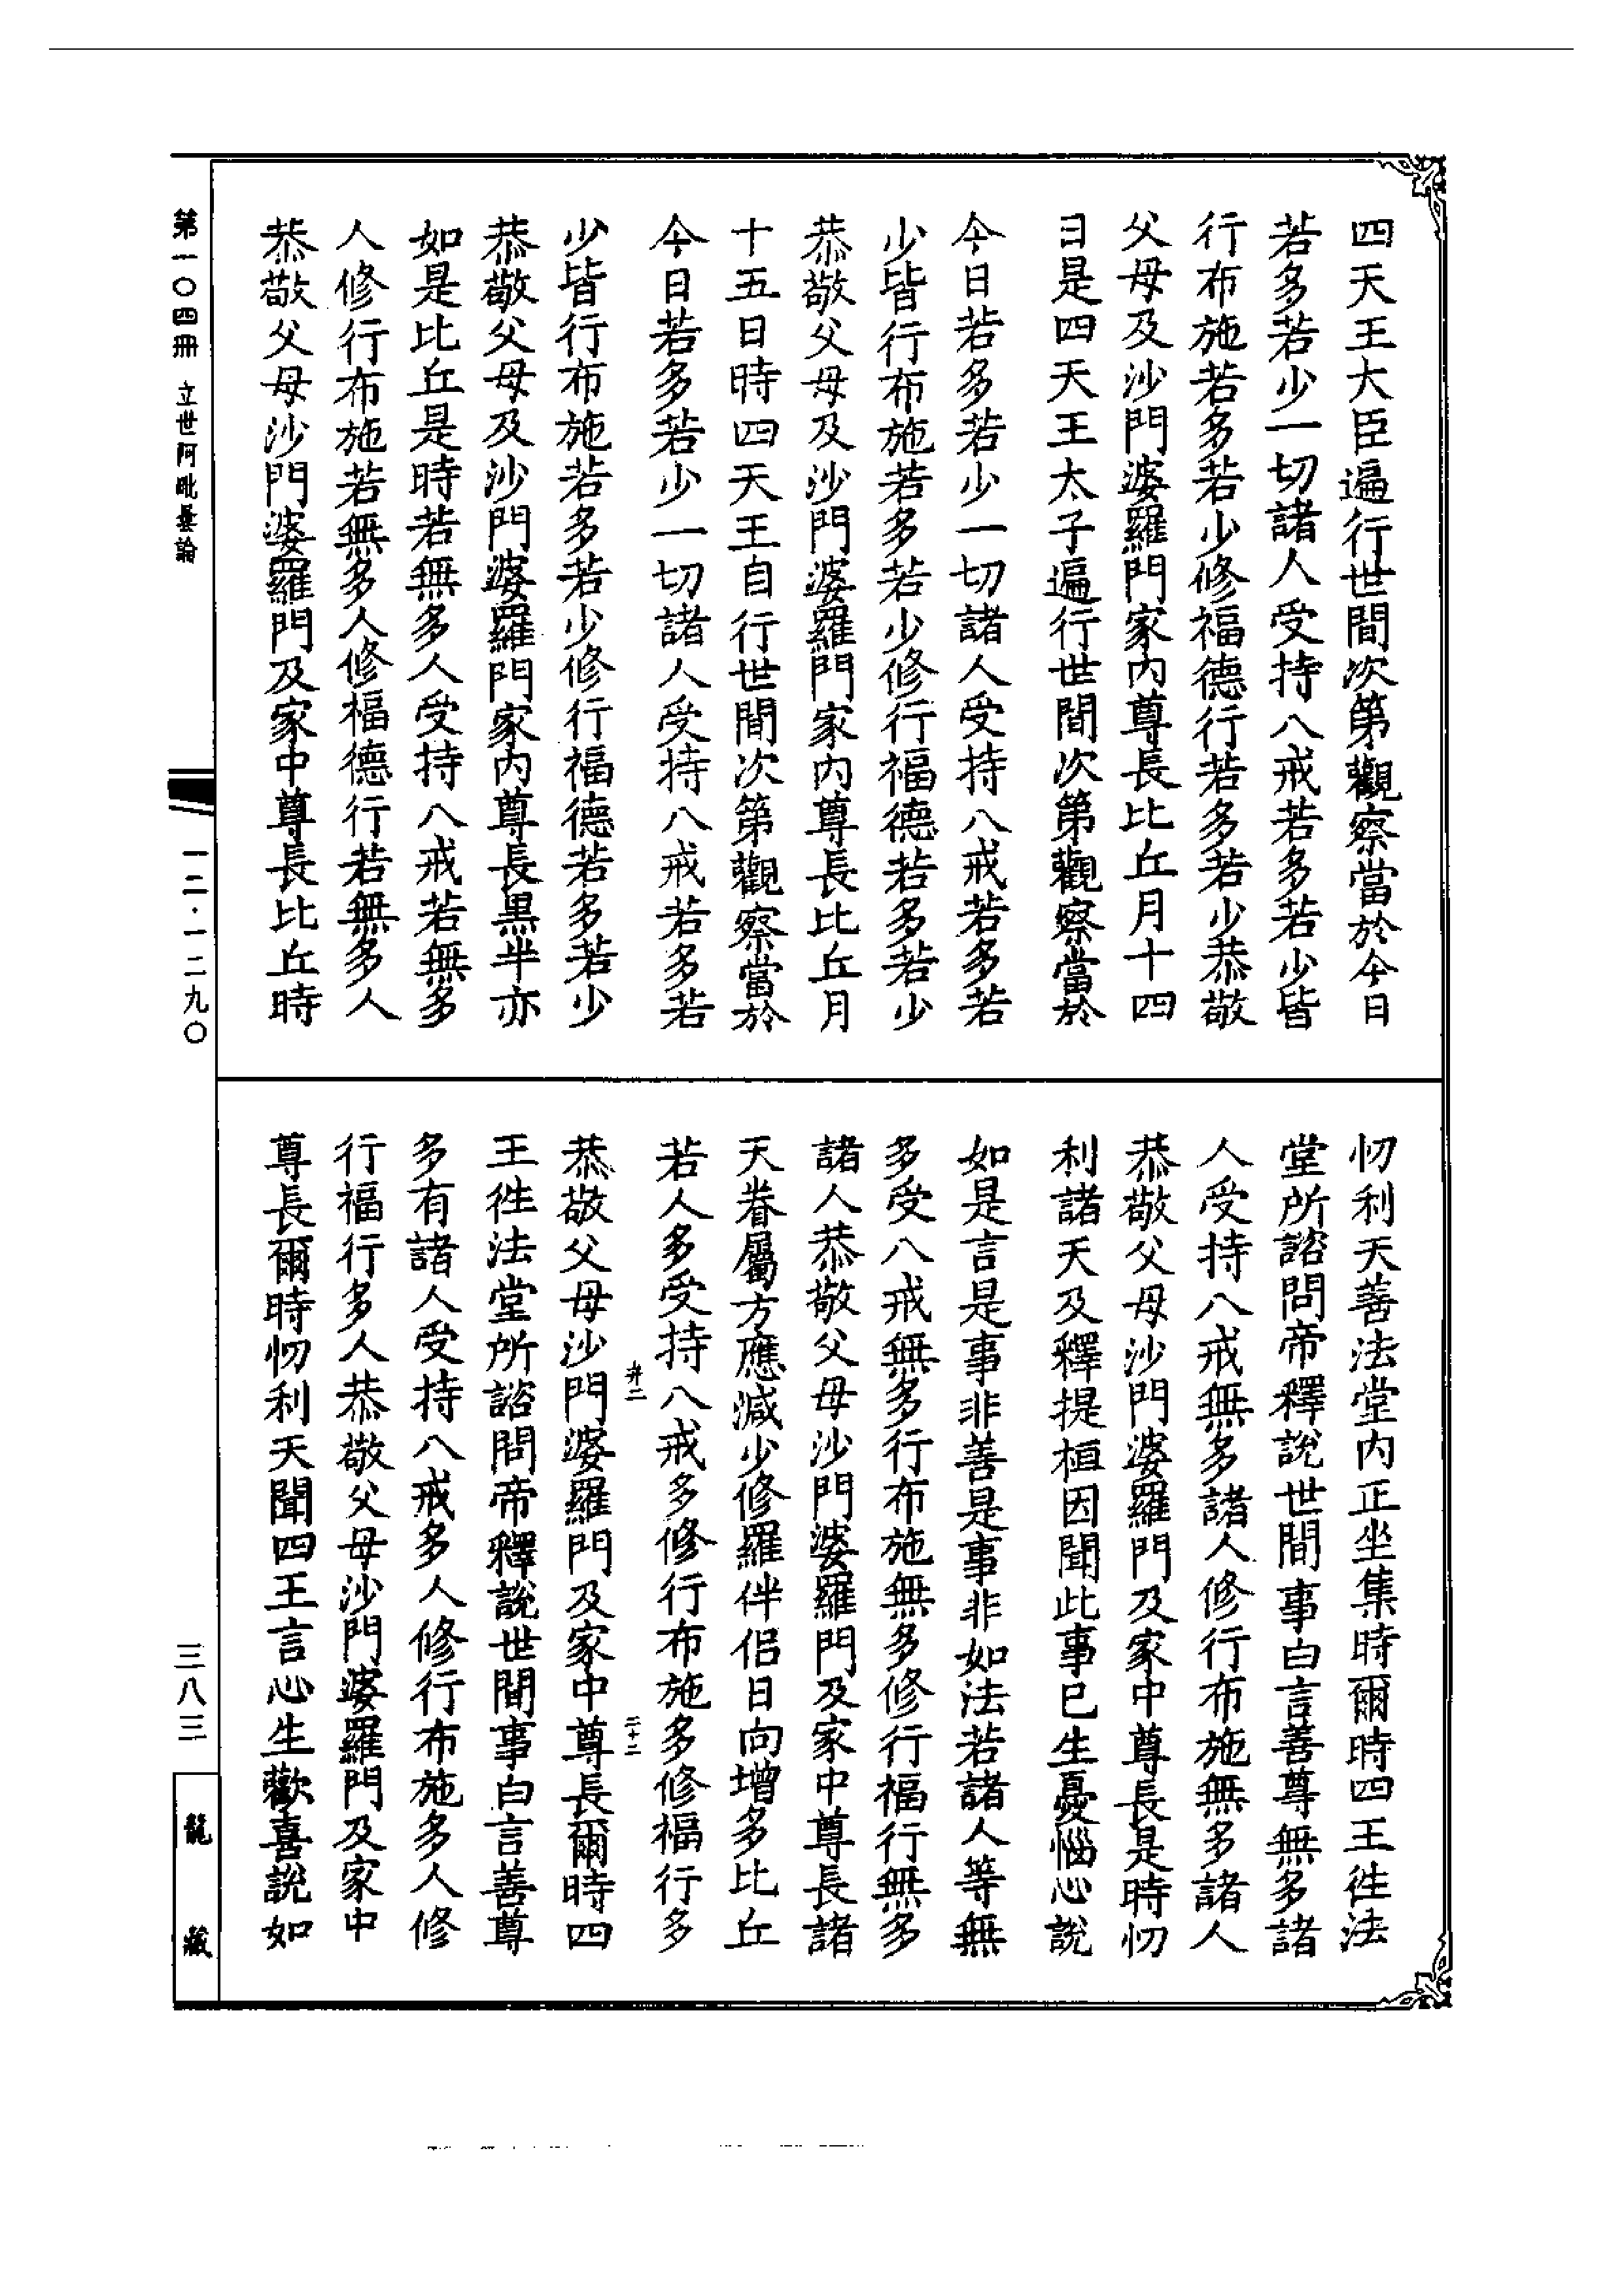 四天王大臣遍行世間次第觀察當於今日
若多若少一切諸人受持八戒若多若少皆
行布施若多若少修福德行若多若少恭敬
父母及沙門婆羅門家內尊長比丘月十四
日是四天王太子遍行世間次第觀察當於
今日若多若少一切諸人受持八戒若多若
少皆行布施若多若少修行福德若多若少
恭敬父母及沙門婆羅門家內尊長比丘月
十五日時四天王自行世間次第觀察當於
今日若多若少一切諸人受持八戒若多若
少皆行布施若多若少修行福德若多若少
恭敬父母及沙門婆羅門家內尊長黑半亦
如是比丘是時若無多人受持八戒若無多
人修行布施若無多人修福德行若無多人
恭敬父母沙門婆羅門及家中尊長比丘時
忉利天善法堂內正坐集時爾時四王徃法
堂所諮問帝釋說世間事白言善尊無多諸
人受持八戒無多諸人修行布施無多諸人
恭敬父母沙門婆羅門及家中尊長是時忉
利諸天及釋提桓因聞此事已生憂惱心說
如是言是事非善是事非如法若諸人等無
多受八戒無多行布施無多修行福行無多
諸人恭敬父母沙門婆羅門及家中尊長諸
天眷屬方應減少修羅伴侶日向增多比丘
若人多受持八戒多修行布施多修福行多
弁二
二十二
恭敬父母沙門婆羅門及家中尊長爾時四
王徃法堂所諮問帝釋說世間事白言善尊
多有諸人受持八戒多人修行布施多人修
行福行多人恭敬父母沙門婆羅門及家中
尊長爾時忉利天聞四王言心生歡喜說如
第一〇四冊 立世阿毗曇論
一二·一二九〇
三八三
龍藏